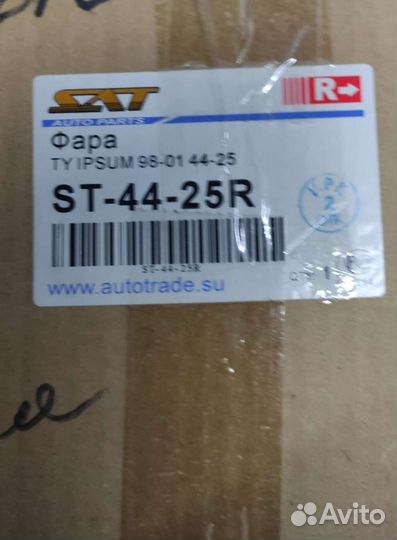 SAT
AUTO PARTS
R
Фара
TY IPSUM 98-01 44-25
ST-44-25R
ST-44-25R
www.autotrade.su
Avito